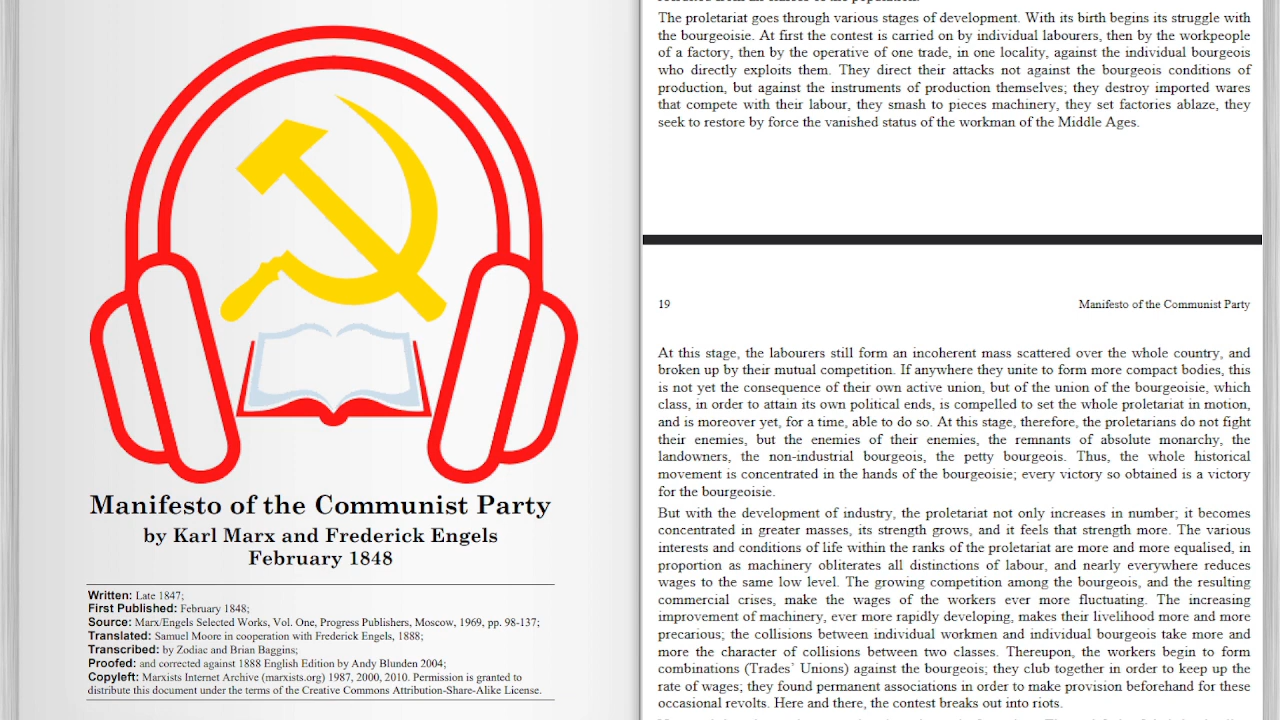 Manifesto of the Communist Party
by Karl Marx and Frederick Engels
February 1848
Written: Late 1847;
First Published: February 1848;
Source: Marx/Engels Selected Works, Vol. One, Progress Publishers, Moscow, 1969, pp. 98-137;
Translated: Samuel Moore in cooperation with Frederick Engels, 1888;
Transcribed: by Zodiac and Brian Baggins;
Proofed: and corrected against 1888 English Edition by Andy Blunden 2004;
Copyleft: Marxists Internet Archive (marxists.org) 1987, 2000, 2010. Permission is granted to
distribute this document under the terms of the Creative Commons Attribution-Share-Alike License.
The proletariat goes through various stages of development. With its birth begins its struggle with
the bourgeoisie. At first the contest is carried on by individual labourers, then by the workpeople
of a factory, then by the operative of one trade, in one locality, against the individual bourgeois
who directly exploits them. They direct their attacks not against the bourgeois conditions of
production, but against the instruments of production themselves; they destroy imported wares
that compete with their labour, they smash to pieces machinery, they set factories ablaze, they
seek to restore by force the vanished status of the workman of the Middle Ages.
19 Manifesto of the Communist Party
At this stage, the labourers still form an incoherent mass scattered over the whole country, and
broken up by their mutual competition. If anywhere they unite to form more compact bodies, this
is not yet the consequence of their own active union, but of the union of the bourgeoisie, which
class, in order to attain its own political ends, is compelled to set the whole proletariat in motion,
and is moreover yet, for a time, able to do so. At this stage, therefore, the proletarians do not fight
their enemies, but the enemies of their enemies, the remnants of absolute monarchy, the
landowners, the non-industrial bourgeois, the petty bourgeois. Thus, the whole historical
movement is concentrated in the hands of the bourgeoisie; every victory so obtained is a victory
for the bourgeoisie.
But with the development of industry, the proletariat not only increases in number; it becomes
concentrated in greater masses, its strength grows, and it feels that strength more. The various
interests and conditions of life within the ranks of the proletariat are more and more equalised, in
proportion as machinery obliterates all distinctions of labour, and nearly everywhere reduces
wages to the same low level. The growing competition among the bourgeois, and the resulting
commercial crises, make the wages of the workers ever more fluctuating. The increasing
improvement of machinery, ever more rapidly developing, makes their livelihood more and more
precarious; the collisions between individual workmen and individual bourgeois take more and
more the character of collisions between two classes. Thereupon, the workers begin to form
combinations (Trades' Unions) against the bourgeois; they club together in order to keep up the
rate of wages; they found permanent associations in order to make provision beforehand for these
occasional revolts. Here and there, the contest breaks out into riots.